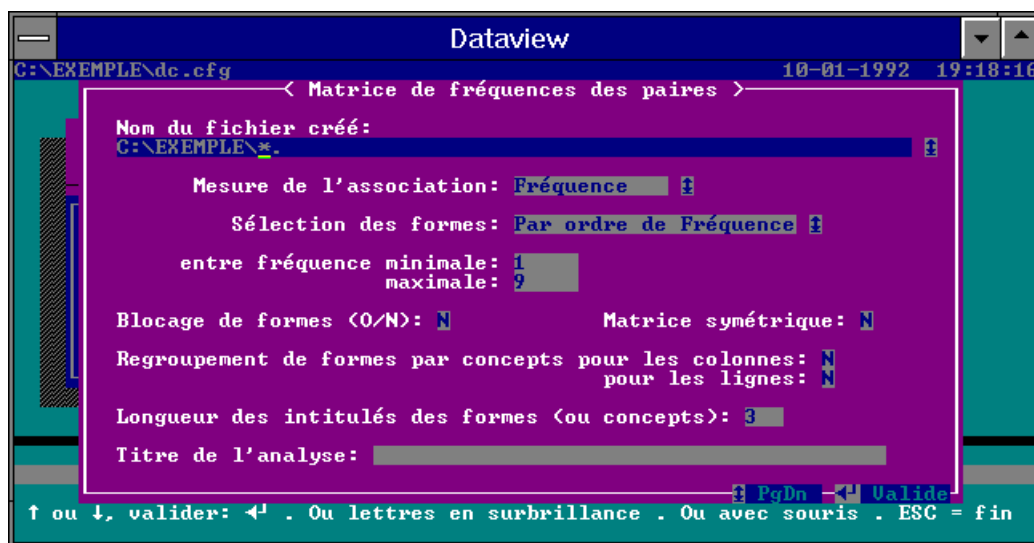 Dataview
C:\EXEMPLE\dc.cfg 10-01-1992 19:18:16
< Matrice de fréquences des paires >
Nom du fichier créé:
C:\EXEMPLE\*.
Mesure de l'association: Fréquence
Sélection des formes: Par ordre de Fréquence
entre fréquence minimale: 1
maximale: 9
Blocage de formes (O/N): N Matrice symétrique: N
Regroupement de formes par concepts pour les colonnes: N
pour les lignes: N
Longueur des intitulés des formes (ou concepts): 3
Titre de l'analyse:
↕ PgDn ◄┘ Valide
↑ ou ↓, valider: ◄┘ . Ou lettres en surbrillance . Ou avec souris . ESC = fin